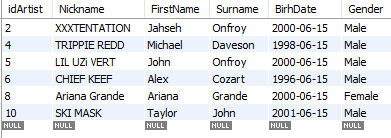 idArtist Nickname FirstName Surname BirhDate Gender
2 XXXTENTATION Jahseh Onfroy 2000-06-15 Male
4 TRIPPIE REDD Michael Daveson 1998-06-15 Male
5 LIL UZi VERT John Onfroy 2000-06-15 Male
6 CHIEF KEEF Alex Cozart 1996-06-15 Male
8 Ariana Grande Ariana Grande 2000-06-15 Female
10 SKI MASK Taylor John 2001-06-15 Male
NULL NULL NULL NULL NULL NULL